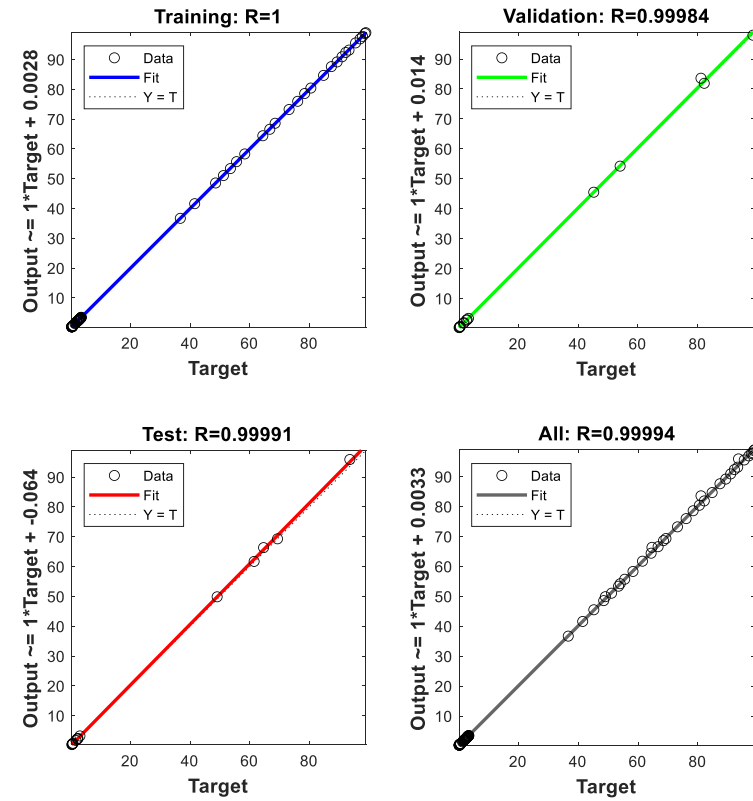 Training: R=1
Output ~= 1*Target + 0.0028
90
80
70
60
50
40
30
20
10
Data
Fit
Y = T
20
40
60
80
Target
Validation: R=0.99984
Output ~= 1*Target + 0.014
90
80
70
60
50
40
30
20
10
Data
Fit
Y = T
20
40
60
80
Target
Test: R=0.99991
Output ~= 1*Target + -0.064
90
80
70
60
50
40
30
20
10
Data
Fit
Y = T
20
40
60
80
Target
All: R=0.99994
Output ~= 1*Target + 0.0033
90
80
70
60
50
40
30
20
10
Data
Fit
Y = T
20
40
60
80
Target